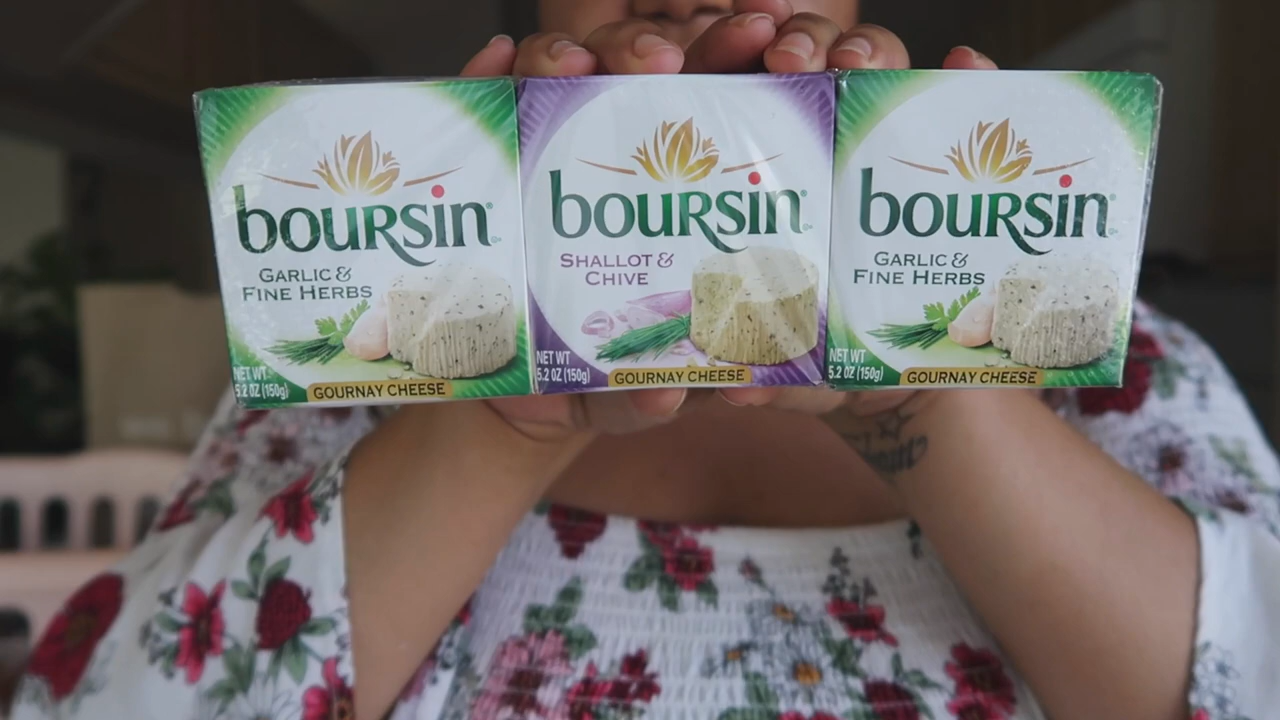 boursin
GARLIC &
FINE HERBS
NET WT
5.2 OZ (150g)
GOURNAY CHEESE
boursin
SHALLOT &
CHIVE
NET WT
5.2 OZ (150g)
GOURNAY CHEESE
boursin
GARLIC &
FINE HERBS
NET WT
5.2 OZ (150g)
GOURNAY CHEESE